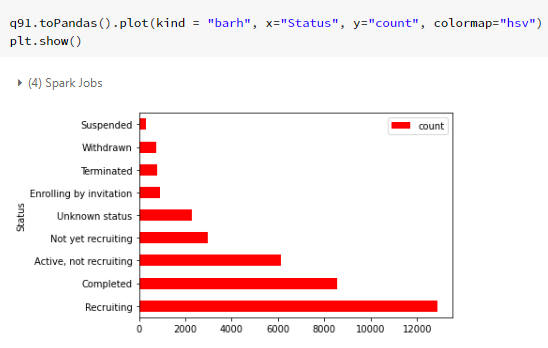 q91.toPandas().plot(kind = "barh", x="Status", y="count", colormap="hsv")
plt.show()
(4) Spark Jobs
count
Suspended
Withdrawn
Terminated
Enrolling by invitation
Unknown status
Not yet recruiting
Active, not recruiting
Completed
Recruiting
Status
0 2000 4000 6000 8000 10000 12000